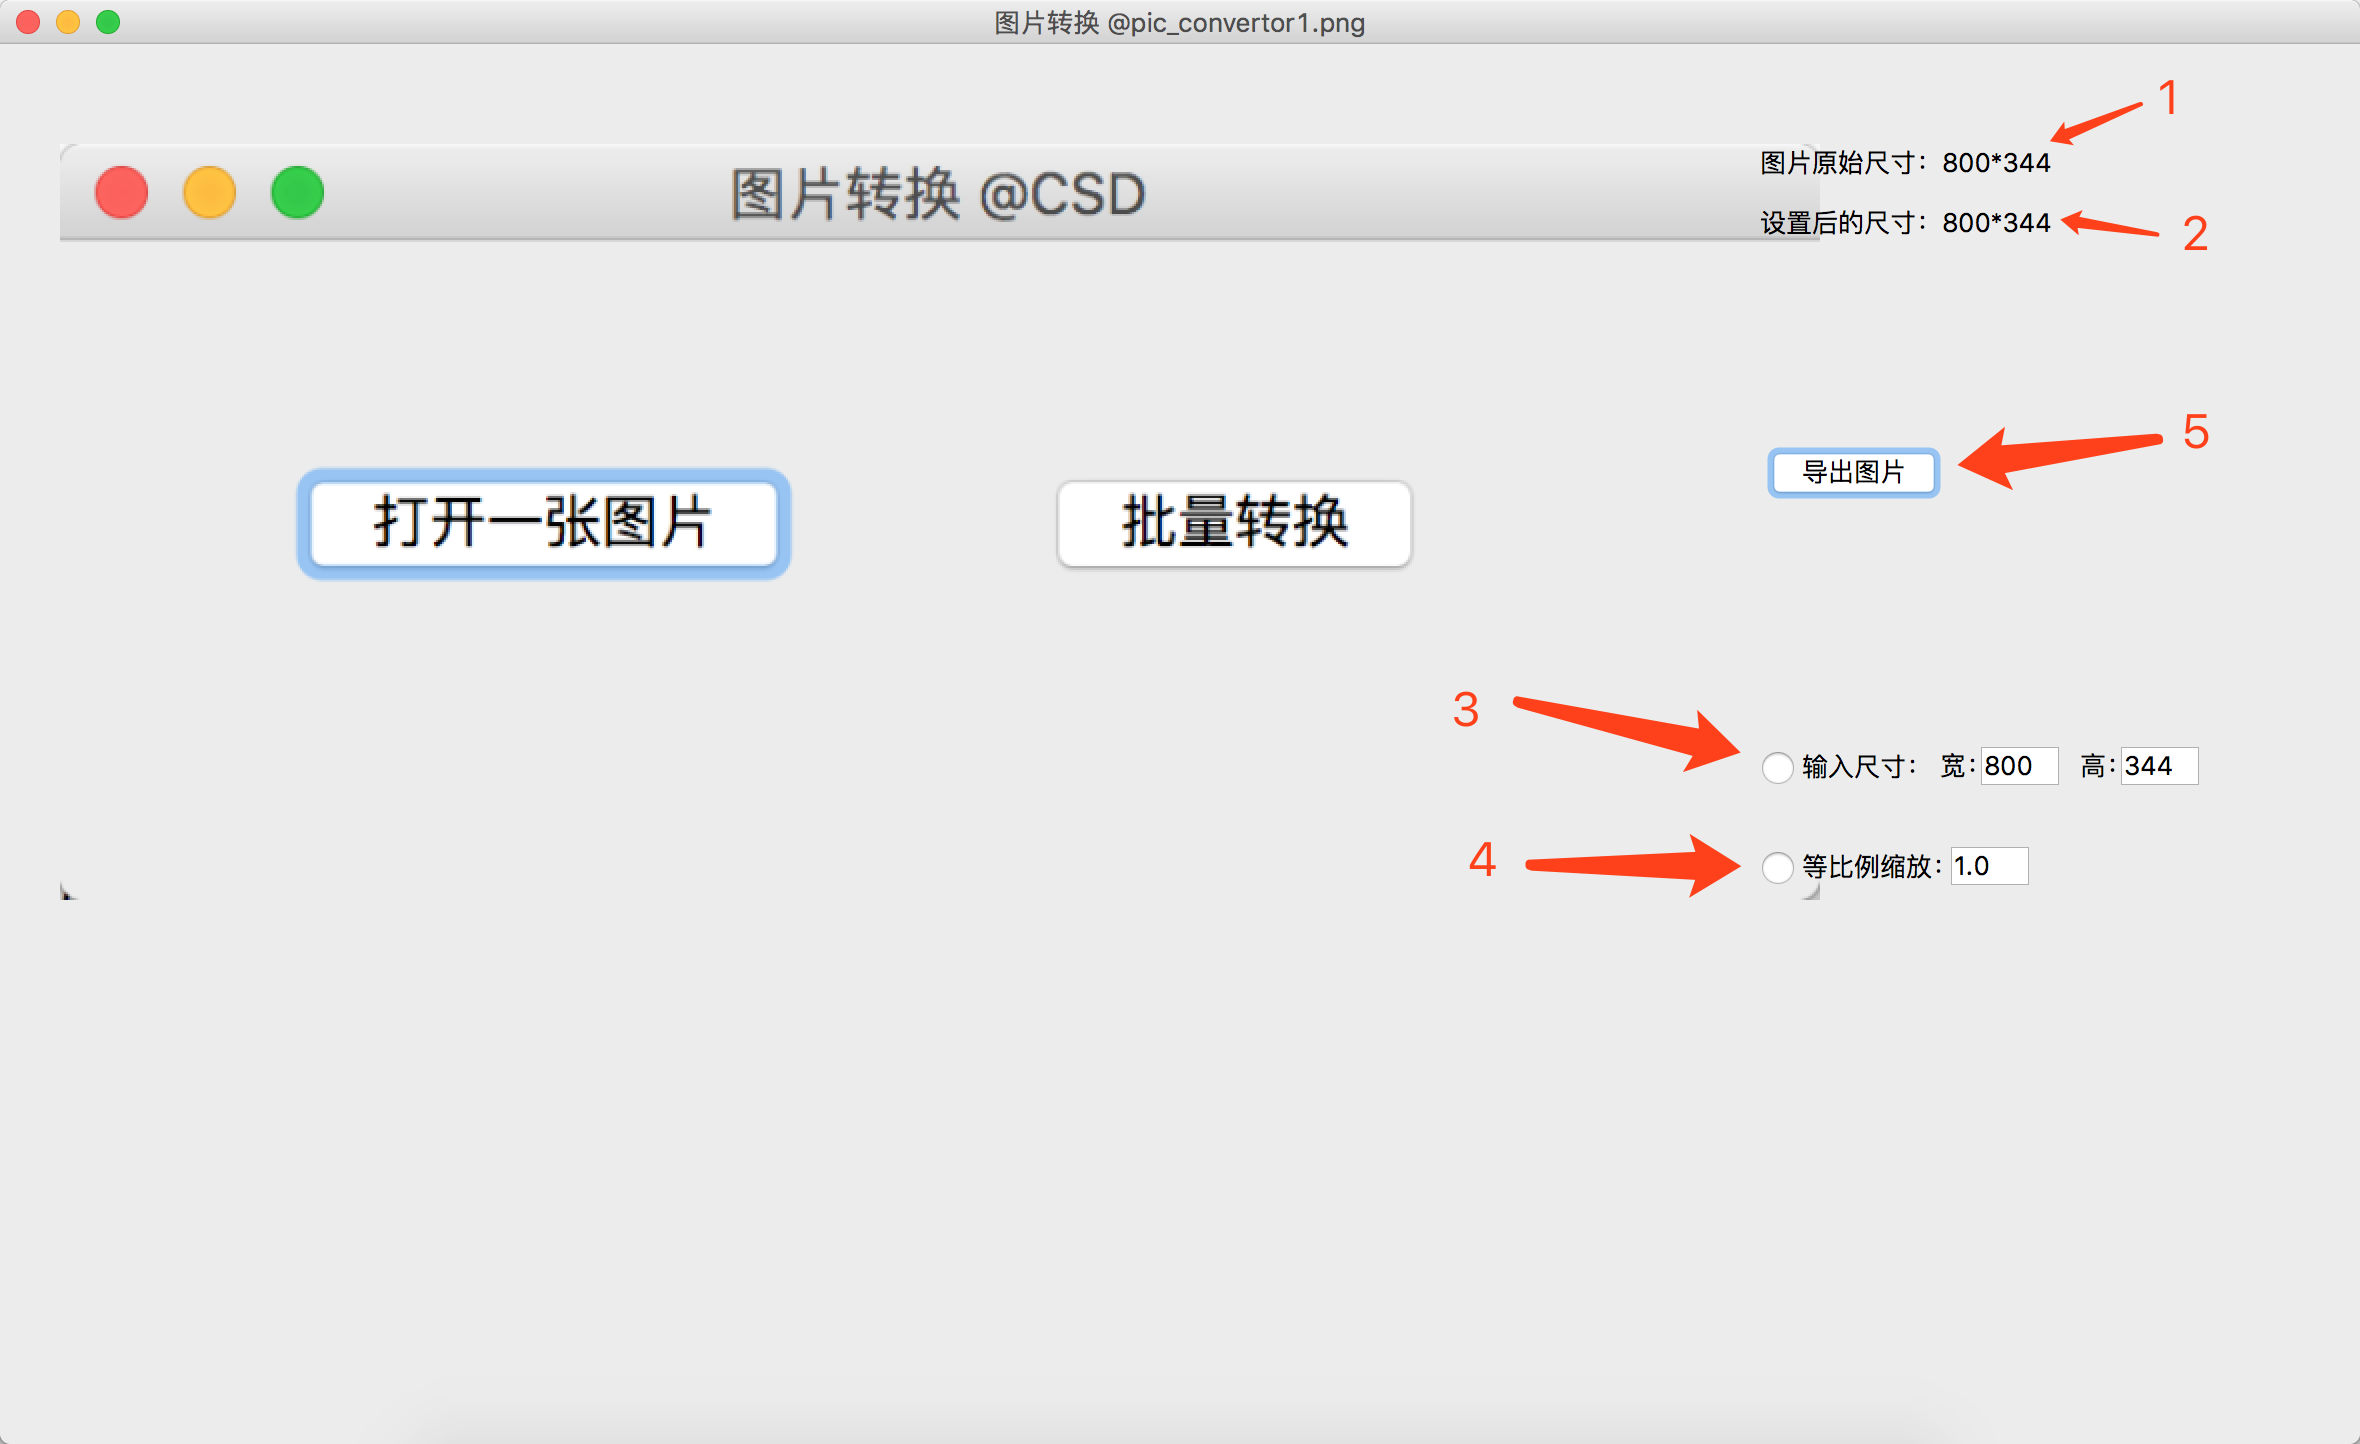 图片转换 @pic_convertor1.png
1
图片原始尺寸：800*344
图片转换 @CSD
设置后的尺寸：800*344
2
5
导出图片
打开一张图片
批量转换
3
输入尺寸： 宽：800 高：344
4
等比例缩放：1.0